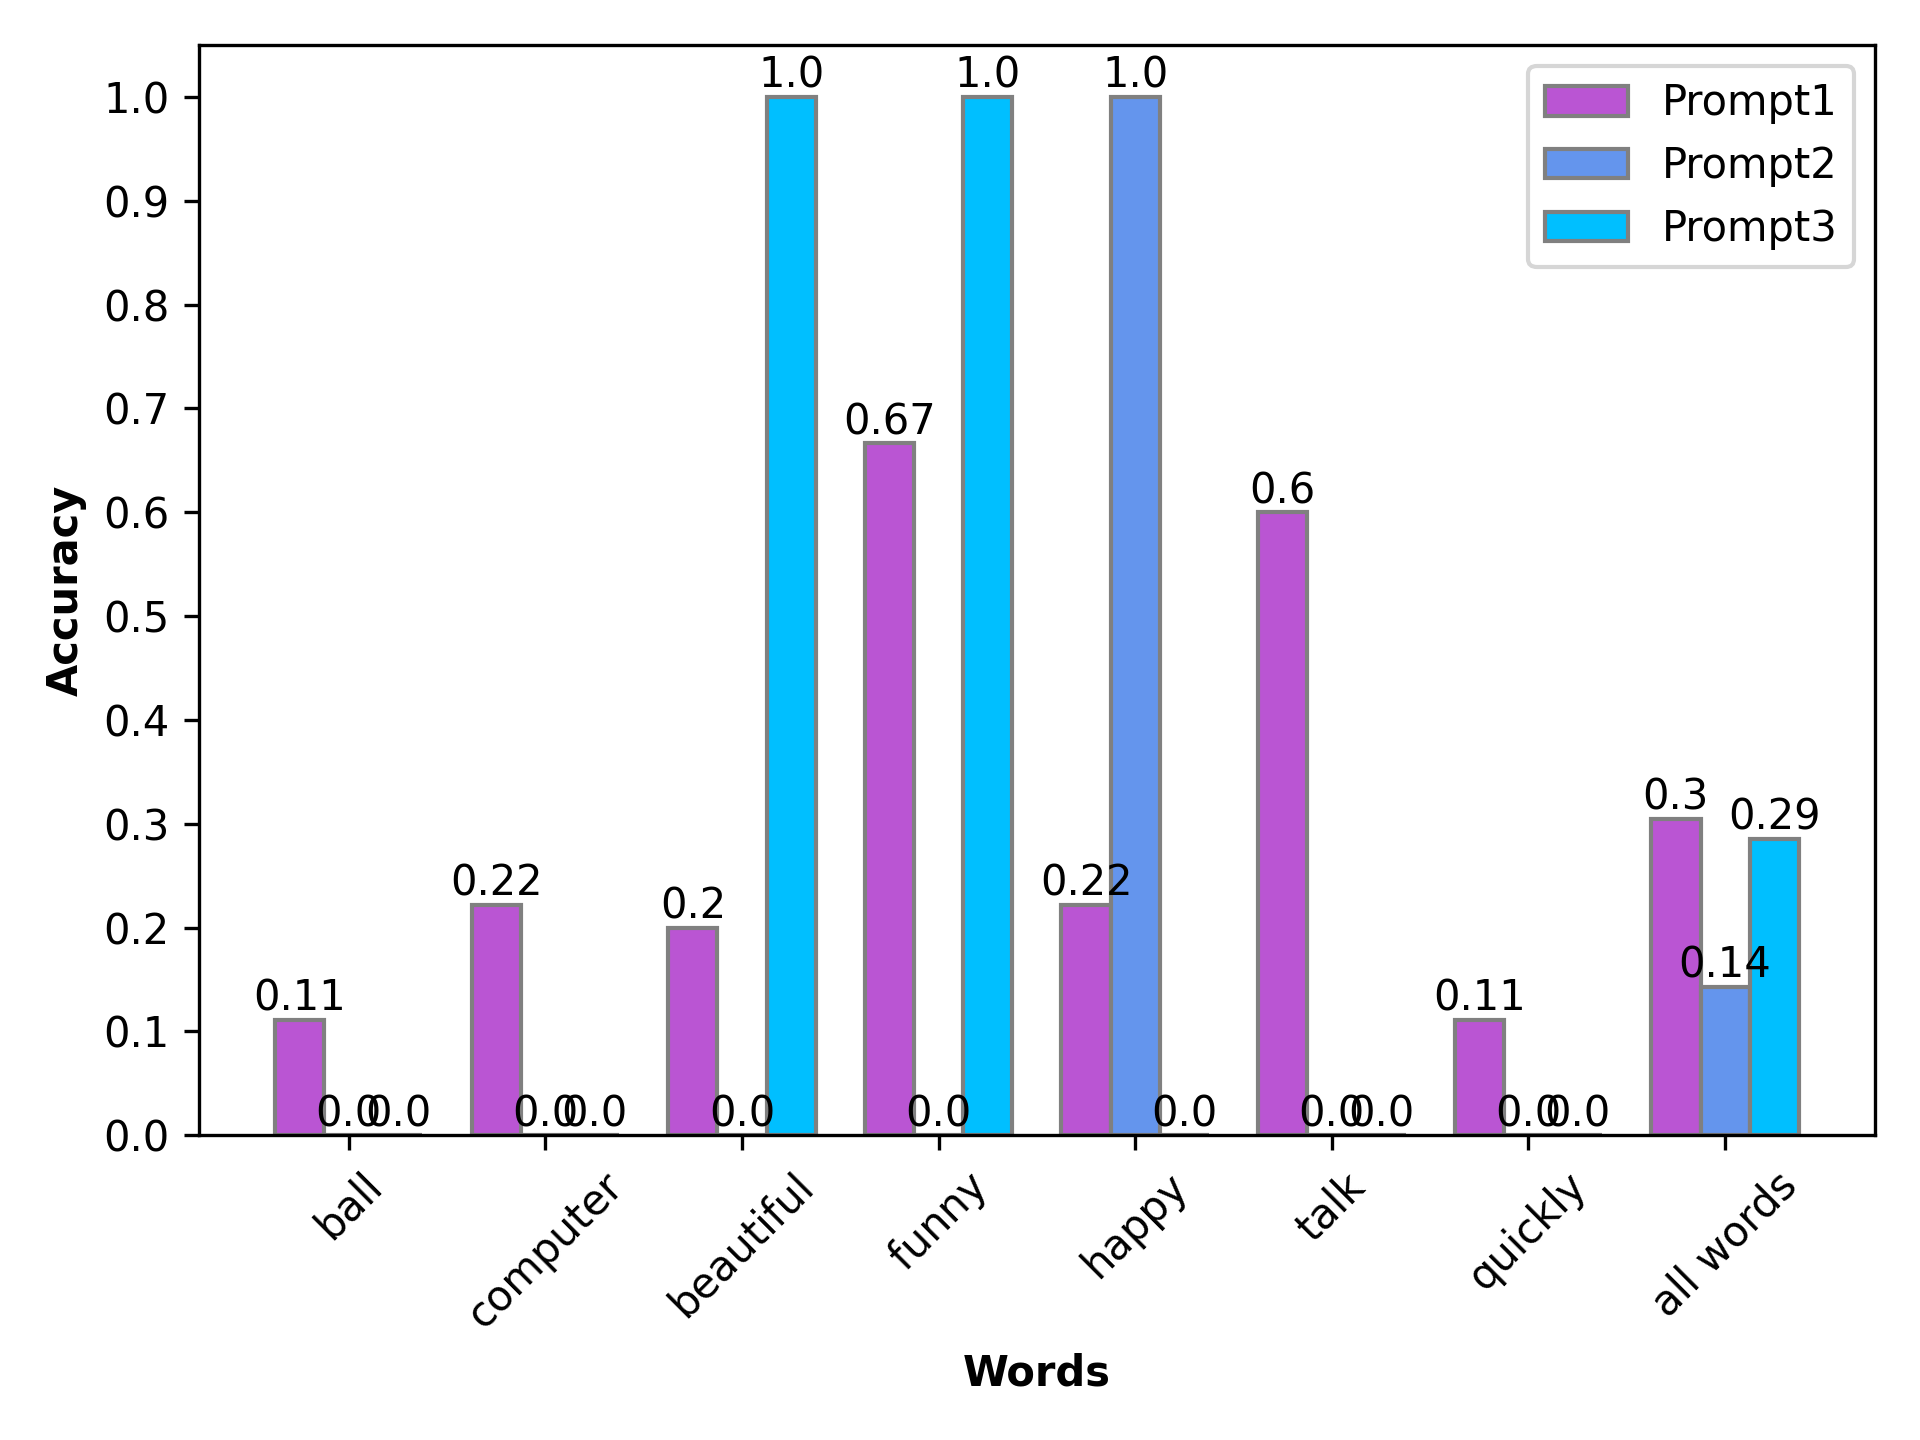 1.0 1.0 1.0
Prompt1
Prompt2
Prompt3
1.0
0.9
0.8
0.7
0.6
0.5
0.4
0.3
0.2
0.1
0.0
Accuracy
0.11 0.0 0.0
0.22 0.0 0.0
0.2 0.0
0.67 0.0
0.22 0.0
0.6 0.0 0.0
0.11 0.0 0.0
0.3 0.14 0.29
ball
computer
beautiful
funny
happy
talk
quickly
all words
Words